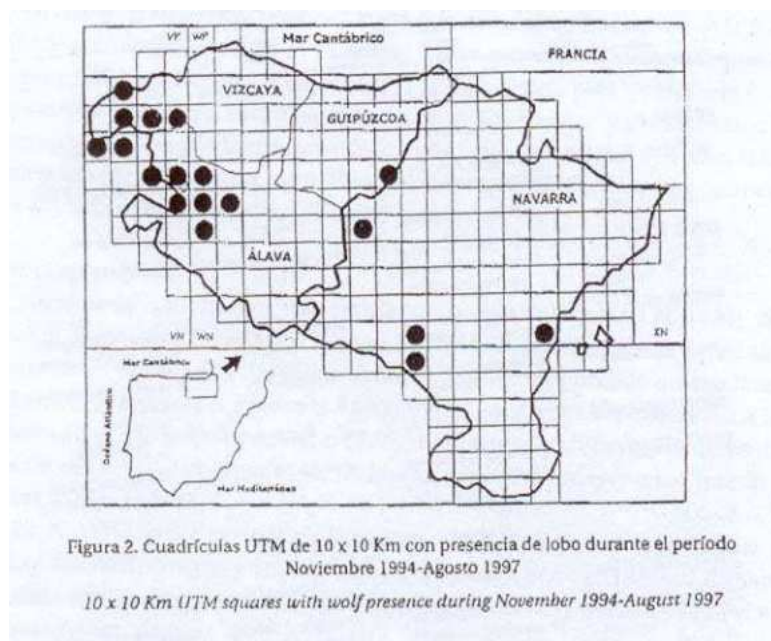 VP WP Mar Cantábrico
FRANCIA
VIZCAYA
GUIPÚZCOA
NAVARRA
ÁLAVA
VN WN
XN
Mar Cantábrico
Océano Atlántico
Mar Mediterráneo
Figura 2. Cuadrículas UTM de 10 x 10 Km con presencia de lobo durante el período
Noviembre 1994-Agosto 1997
10 x 10 Km UTM squares with wolf presence during November 1994-August 1997